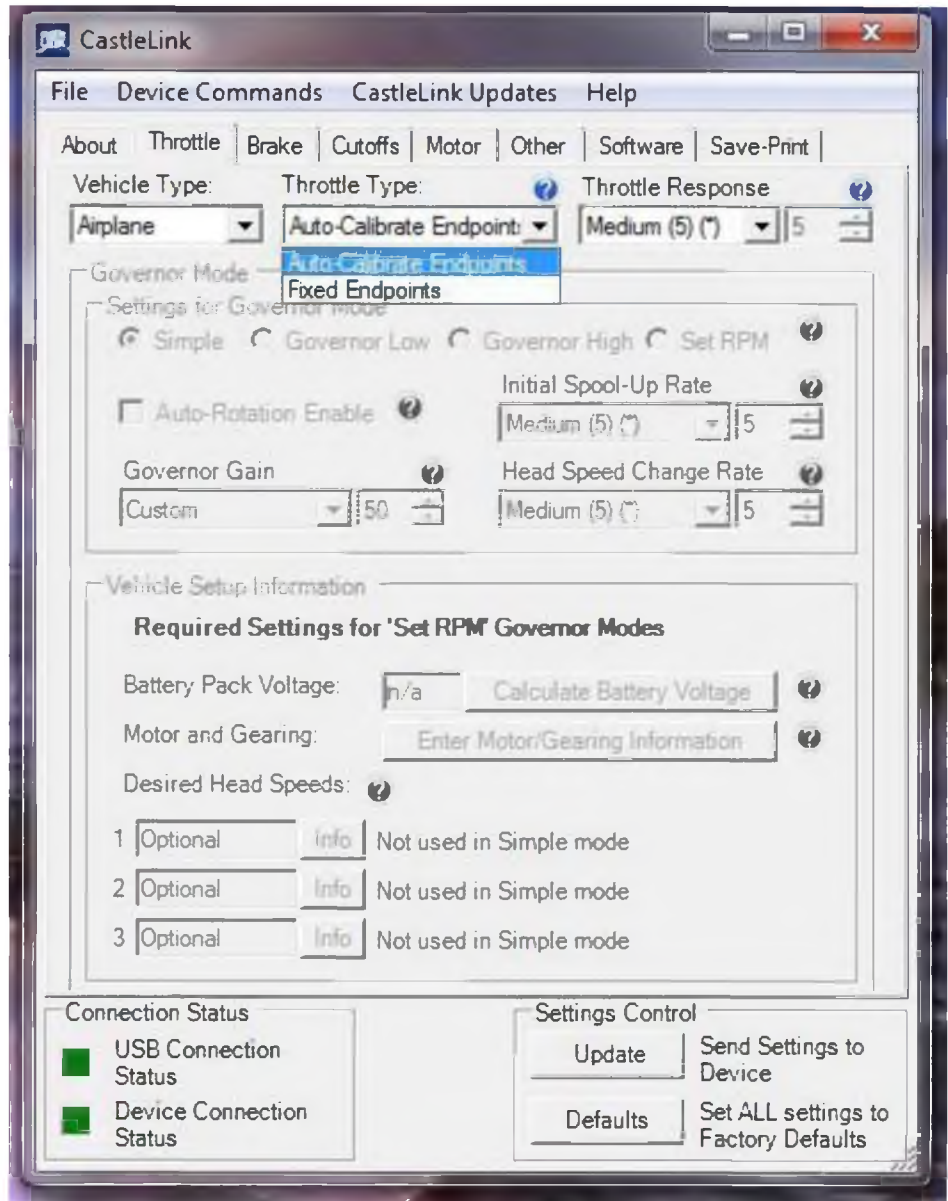 CastleLink
File Device Commands CastleLink Updates Help
About Throttle Brake Cutoffs Motor Other Software Save-Print
Vehicle Type: Throttle Type: ? Throttle Response ?
Airplane Auto-Calibrate Endpoint Medium (5) (*) 5
Auto-Calibrate Endpoints
Fixed Endpoints
Governor Mode
Settings for Governor Mode
Simple Governor Low Governor High Set RPM ?
Initial Spool-Up Rate ?
Auto-Rotation Enable ? Medium (5) (*) 5
Governor Gain ? Head Speed Change Rate ?
Custom 50 Medium (5) (*) 5
Vehicle Setup Information
Required Settings for 'Set RPM' Governor Modes
Battery Pack Voltage: n/a Calculate Battery Voltage ?
Motor and Gearing: Enter Motor/Gearing Information ?
Desired Head Speeds: ?
1 Optional Info Not used in Simple mode
2 Optional Info Not used in Simple mode
3 Optional Info Not used in Simple mode
Connection Status
USB Connection
Status
Device Connection
Status
Settings Control
Update Send Settings to
Device
Defaults Set ALL settings to
Factory Defaults